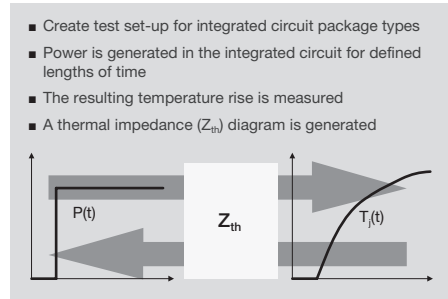 ■ Create test set-up for integrated circuit package types
■ Power is generated in the integrated circuit for defined
lengths of time
■ The resulting temperature rise is measured
■ A thermal impedance (Zth) diagram is generated
P(t)
Zth
Tj(t)